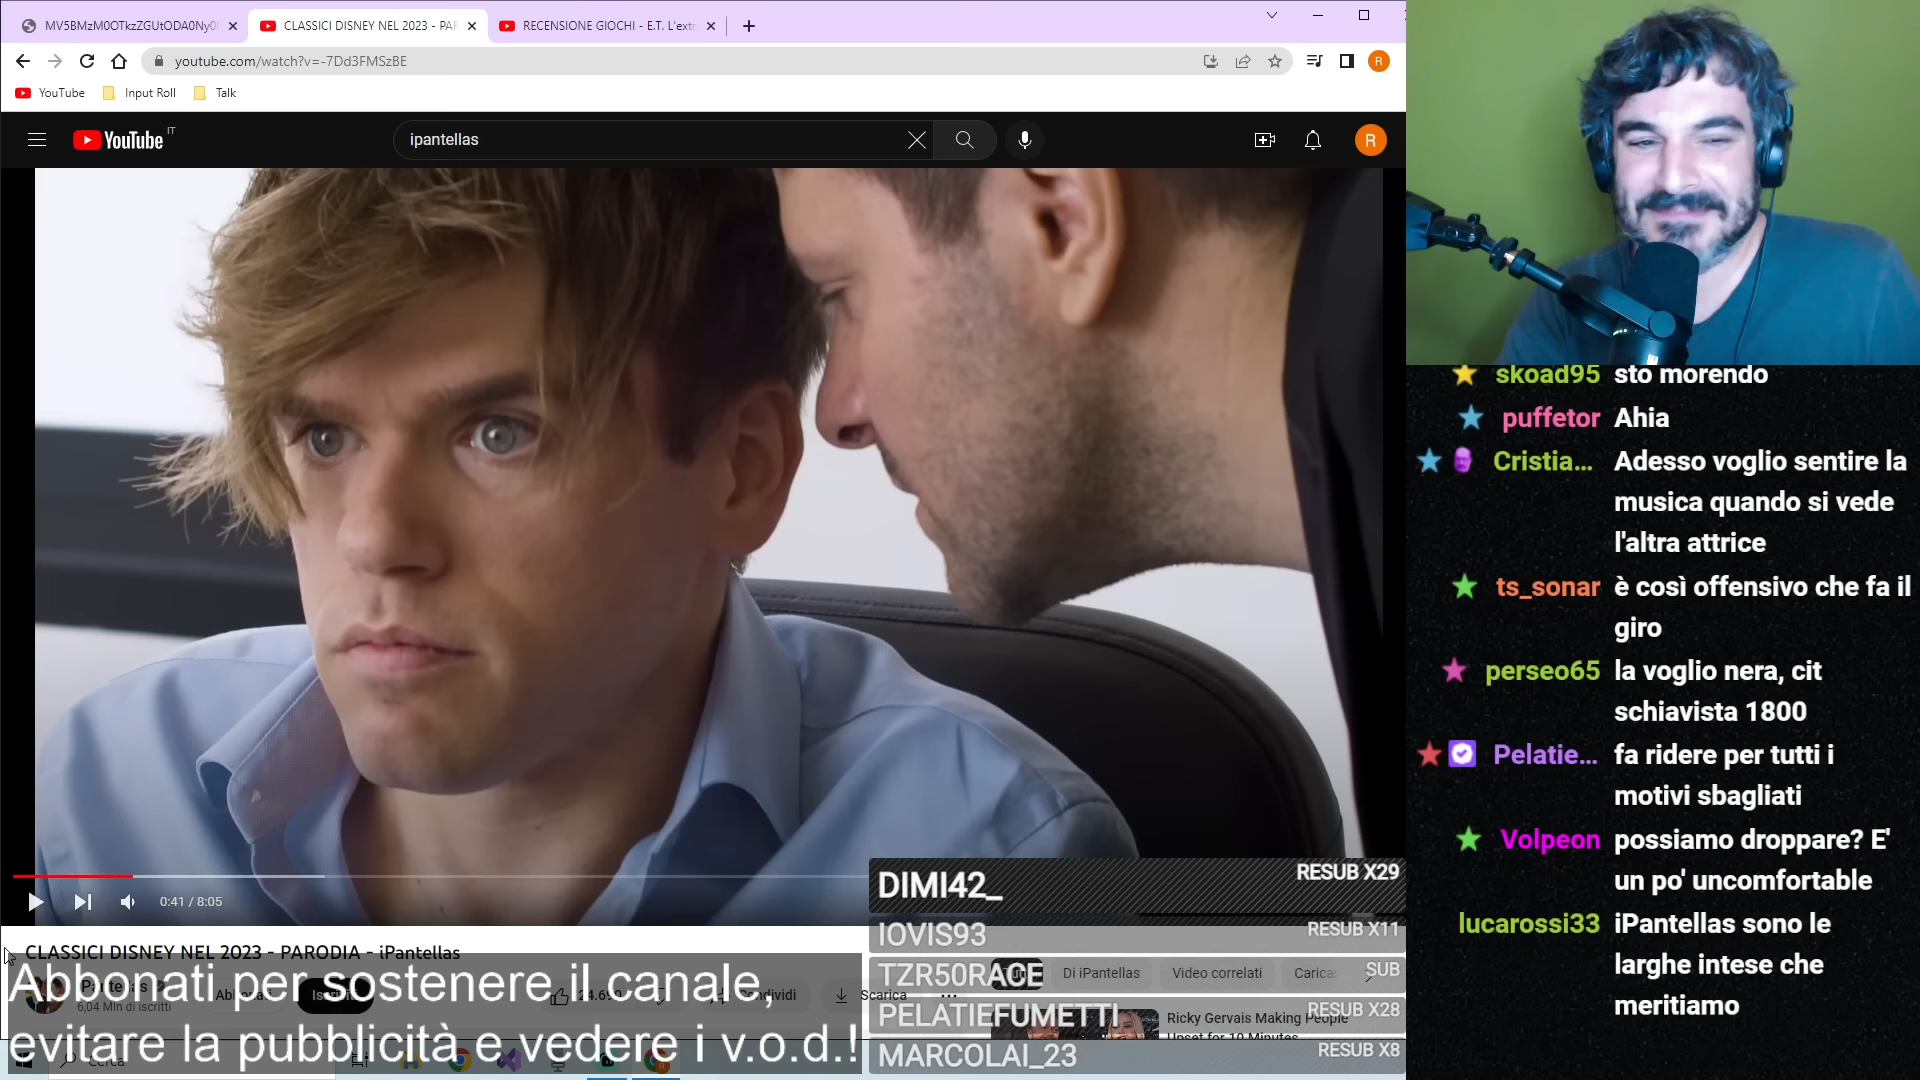 MV5BMzM0OTkzZGUtODA0Ny0
CLASSICI DISNEY NEL 2023 - PAR
RECENSIONE GIOCHI - E.T. L'extr
youtube.com/watch?v=-7Dd3FMSzBE
R
YouTube
Input Roll
Talk
YouTube IT
ipantellas
R
0:41 / 8:05
CLASSICI DISNEY NEL 2023 - PARODIA - iPantellas
6,04 Mln di iscritti
Scarica
Di iPantellas
Video correlati
Ricky Gervais Making People
Upset for 10 Minutes
Cerca
Abbonati per sostenere il canale,
evitare la pubblicità e vedere i v.o.d.!
DIMI42_ RESUB X29
IOVIS93 RESUB X11
TZR50RACE SUB
PELATIEFUMETTI RESUB X28
MARCOLAI_23 RESUB X8
skoad95 sto morendo
puffetor Ahia
Cristia... Adesso voglio sentire la
musica quando si vede
l'altra attrice
ts_sonar è così offensivo che fa il
giro
perseo65 la voglio nera, cit
schiavista 1800
Pelatie... fa ridere per tutti i
motivi sbagliati
Volpeon possiamo droppare? E'
un po' uncomfortable
lucarossi33 iPantellas sono le
larghe intese che
meritiamo